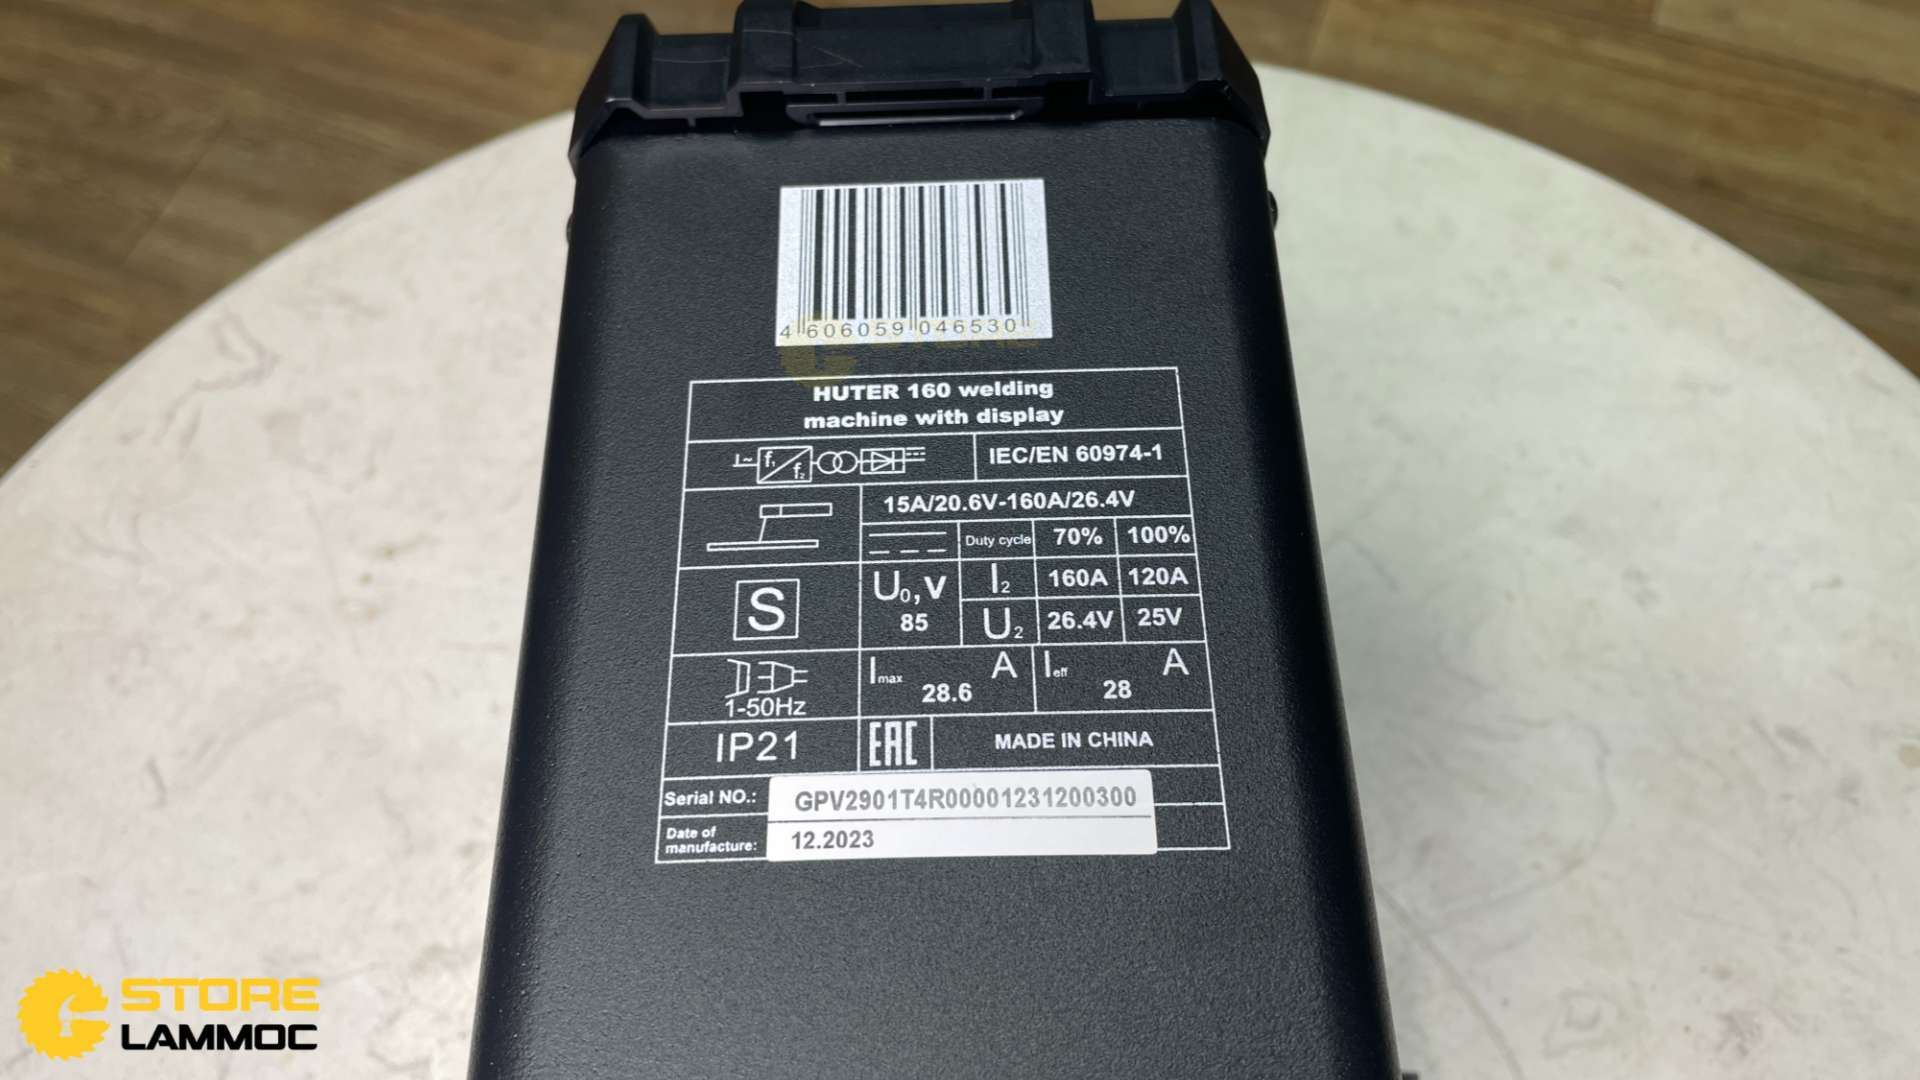 4 606059 046530
HUTER 160 welding
machine with display
f₁ f₂
IEC/EN 60974-1
15A/20.6V-160A/26.4V
Duty cycle 70% 100%
S
U₀,V
85
I₂ 160A 120A
U₂ 26.4V 25V
1-50Hz
Imax A
28.6
Ieff A
28
IP21 EAC MADE IN CHINA
Serial NO.: GPV2901T4R00001231200300
Date of
manufacture: 12.2023
STORE
LAMMOC